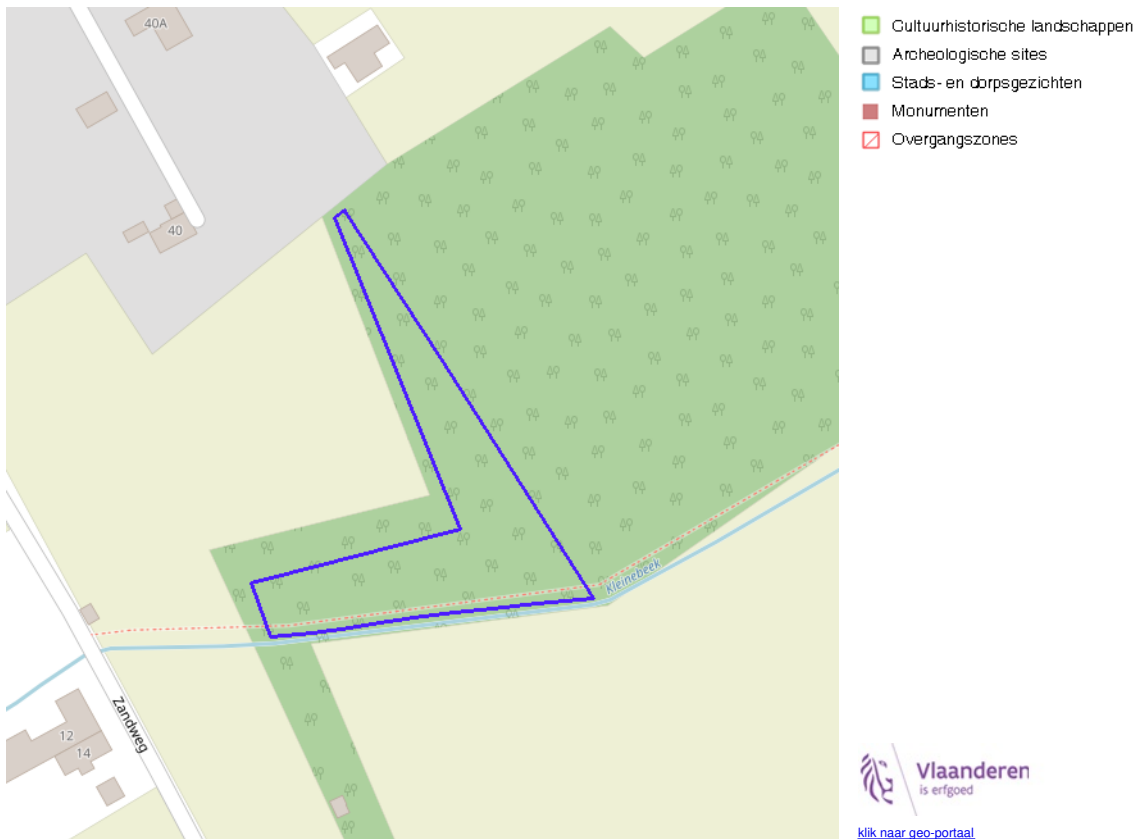 40A
40
Kleinebeek
Zandweg
12
14
Cultuurhistorische landschappen
Archeologische sites
Stads- en dorpsgezichten
Monumenten
Overgangszones
Vlaanderen
is erfgoed
klik naar geo-portaal